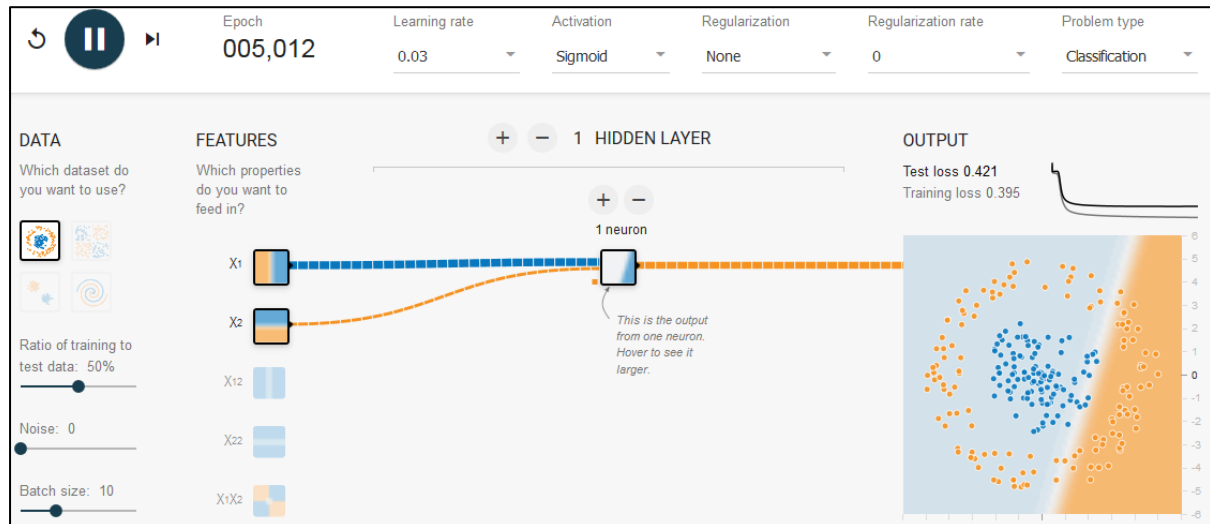 Epoch
005,012
Learning rate
0.03
Activation
Sigmoid
Regularization
None
Regularization rate
0
Problem type
Classification
DATA
Which dataset do
you want to use?
Ratio of training to
test data: 50%
Noise: 0
Batch size: 10
FEATURES
Which properties
do you want to
feed in?
X1
X2
X12
X22
X1X2
+ − 1 HIDDEN LAYER
+ −
1 neuron
This is the output
from one neuron.
Hover to see it
larger.
OUTPUT
Test loss 0.421
Training loss 0.395
6
5
4
3
2
1
0
-1
-2
-3
-4
-5
-6